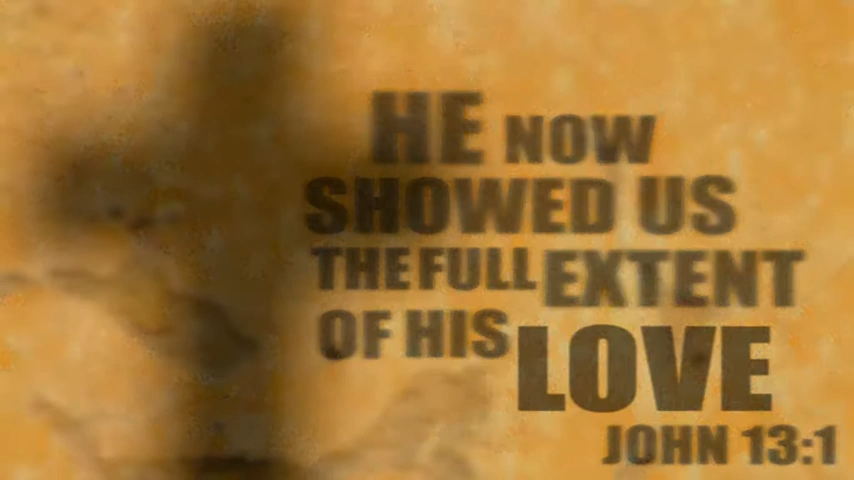 HE NOW
SHOWED US
THE FULL EXTENT
OF HIS LOVE
JOHN 13:1